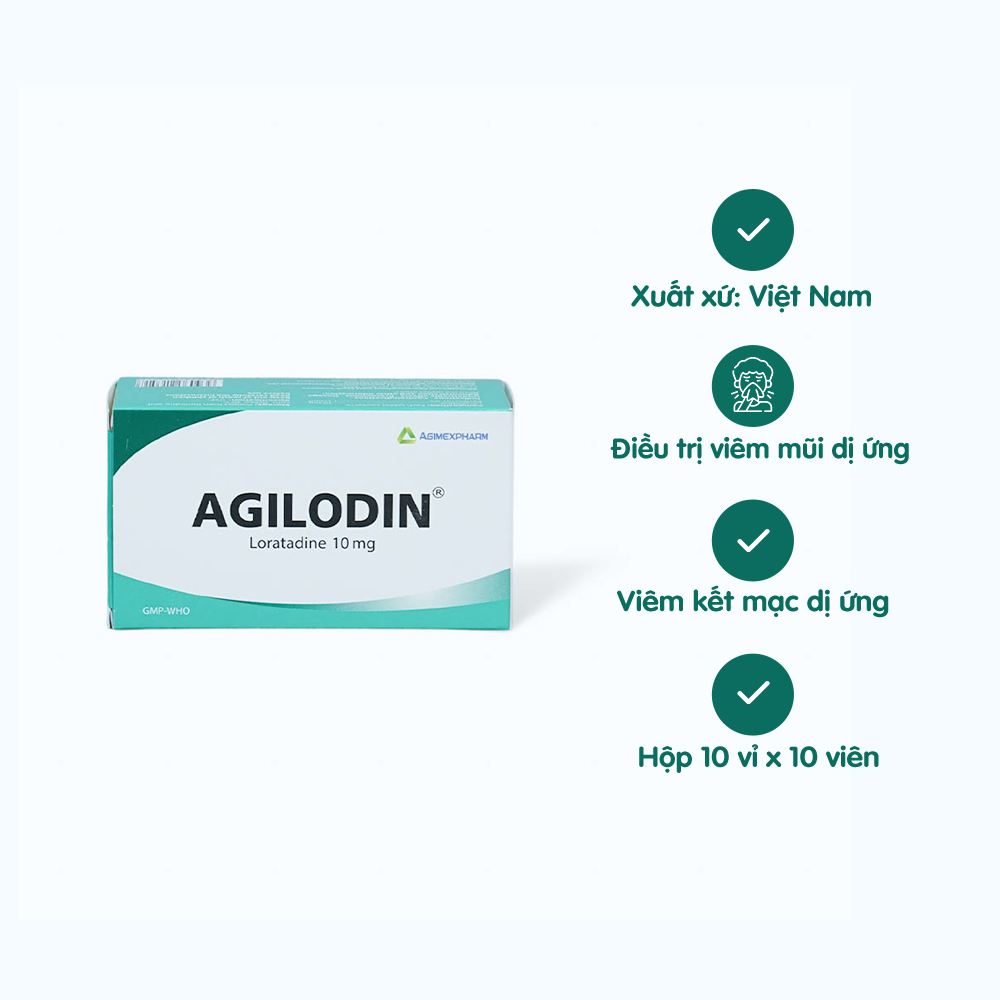 AGIMEXPHARM
AGILODIN®
Loratadine 10 mg
GMP-WHO
Xuất xứ: Việt Nam
Điều trị viêm mũi dị ứng
Viêm kết mạc dị ứng
Hộp 10 vỉ x 10 viên